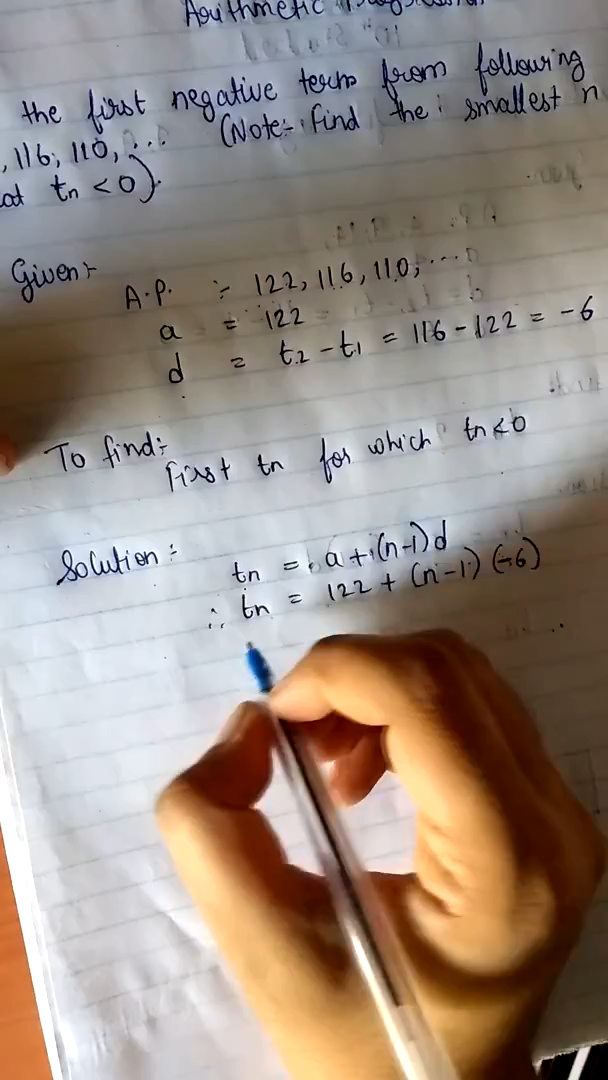 Arithmetic
the first negative term from following
, 116, 110, ... (Note:- Find the smallest n
tn < 0).
Given:-
A.P. :- 122, 116, 110, ...
a = 122
d = t2 - t1 = 116 - 122 = -6
To find:-
First tn for which tn < 0
Solution:-
tn = a + (n-1)d
∴ tn = 122 + (n-1) (-6)